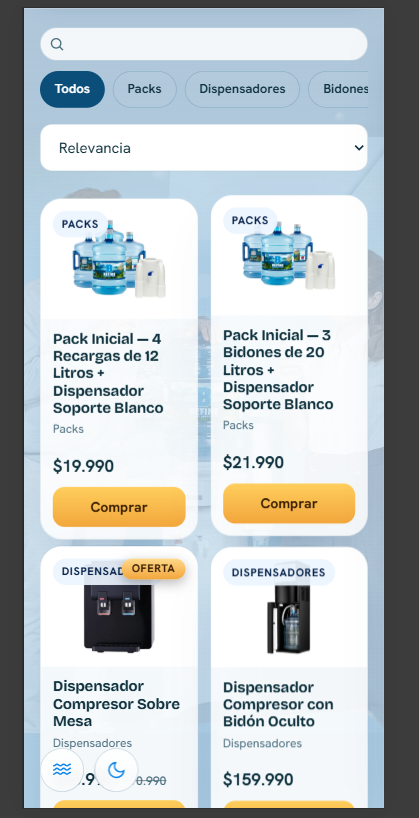 Todos
Packs
Dispensadores
Bidones
Relevancia
PACKS
Pack Inicial — 4
Recargas de 12
Litros +
Dispensador
Soporte Blanco
Packs
$19.990
Comprar
PACKS
Pack Inicial — 3
Bidones de 20
Litros +
Dispensador
Soporte Blanco
Packs
$21.990
Comprar
OFERTA
Dispensador
Compresor Sobre
Mesa
Dispensadores
DISPENSADORES
Dispensador
Compresor con
Bidón Oculto
Dispensadores
$159.990